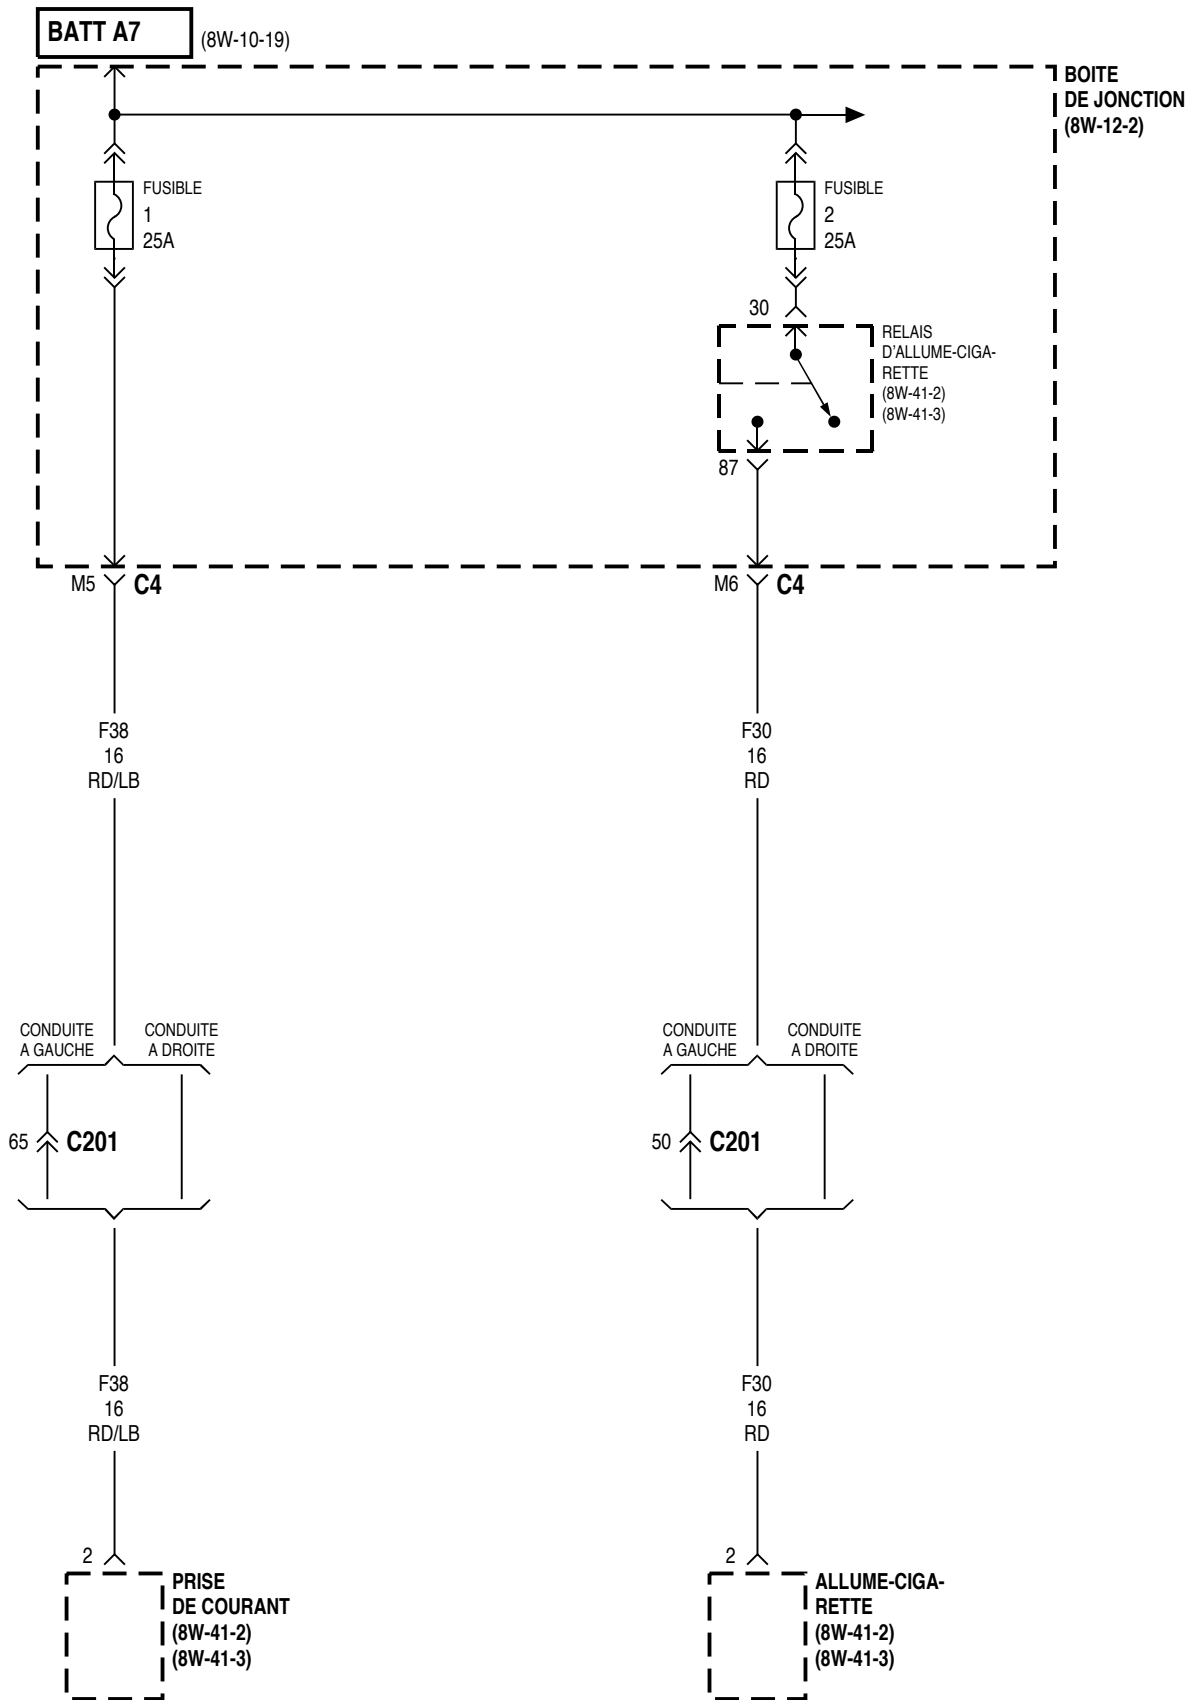 BATT A7
(8W-10-19)
BOITE
DE JONCTION
(8W-12-2)
FUSIBLE
1
25A
FUSIBLE
2
25A
30
RELAIS
D'ALLUME-CIGA-
RETTE
(8W-41-2)
(8W-41-3)
87
M5
C4
M6
C4
F38
16
RD/LB
F30
16
RD
CONDUITE
A GAUCHE
CONDUITE
A DROITE
CONDUITE
A GAUCHE
CONDUITE
A DROITE
65
C201
50
C201
F38
16
RD/LB
F30
16
RD
2
PRISE
DE COURANT
(8W-41-2)
(8W-41-3)
2
ALLUME-CIGA-
RETTE
(8W-41-2)
(8W-41-3)